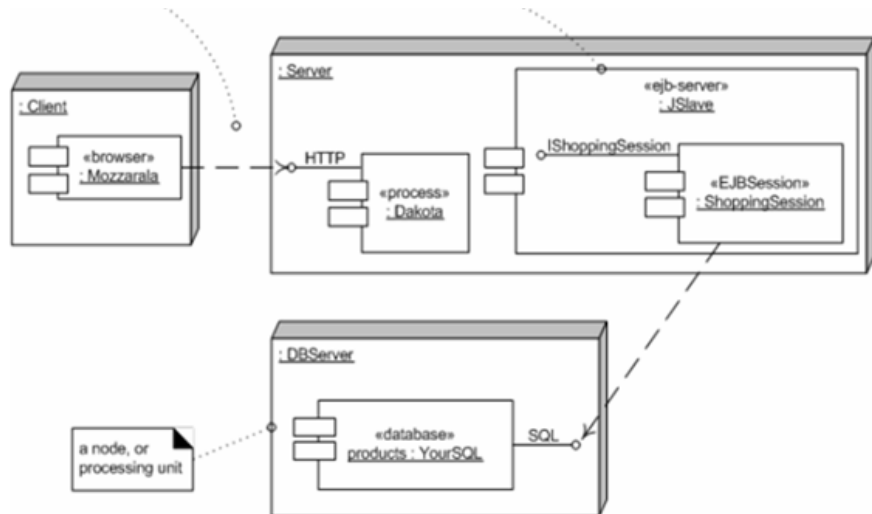 : Client
«browser»
: Mozzarala
: Server
HTTP
«process»
: Dakota
«ejb-server»
: JSlave
IShoppingSession
«EJBSession»
: ShoppingSession
: DBServer
«database»
products : YourSQL
SQL
a node, or
processing unit